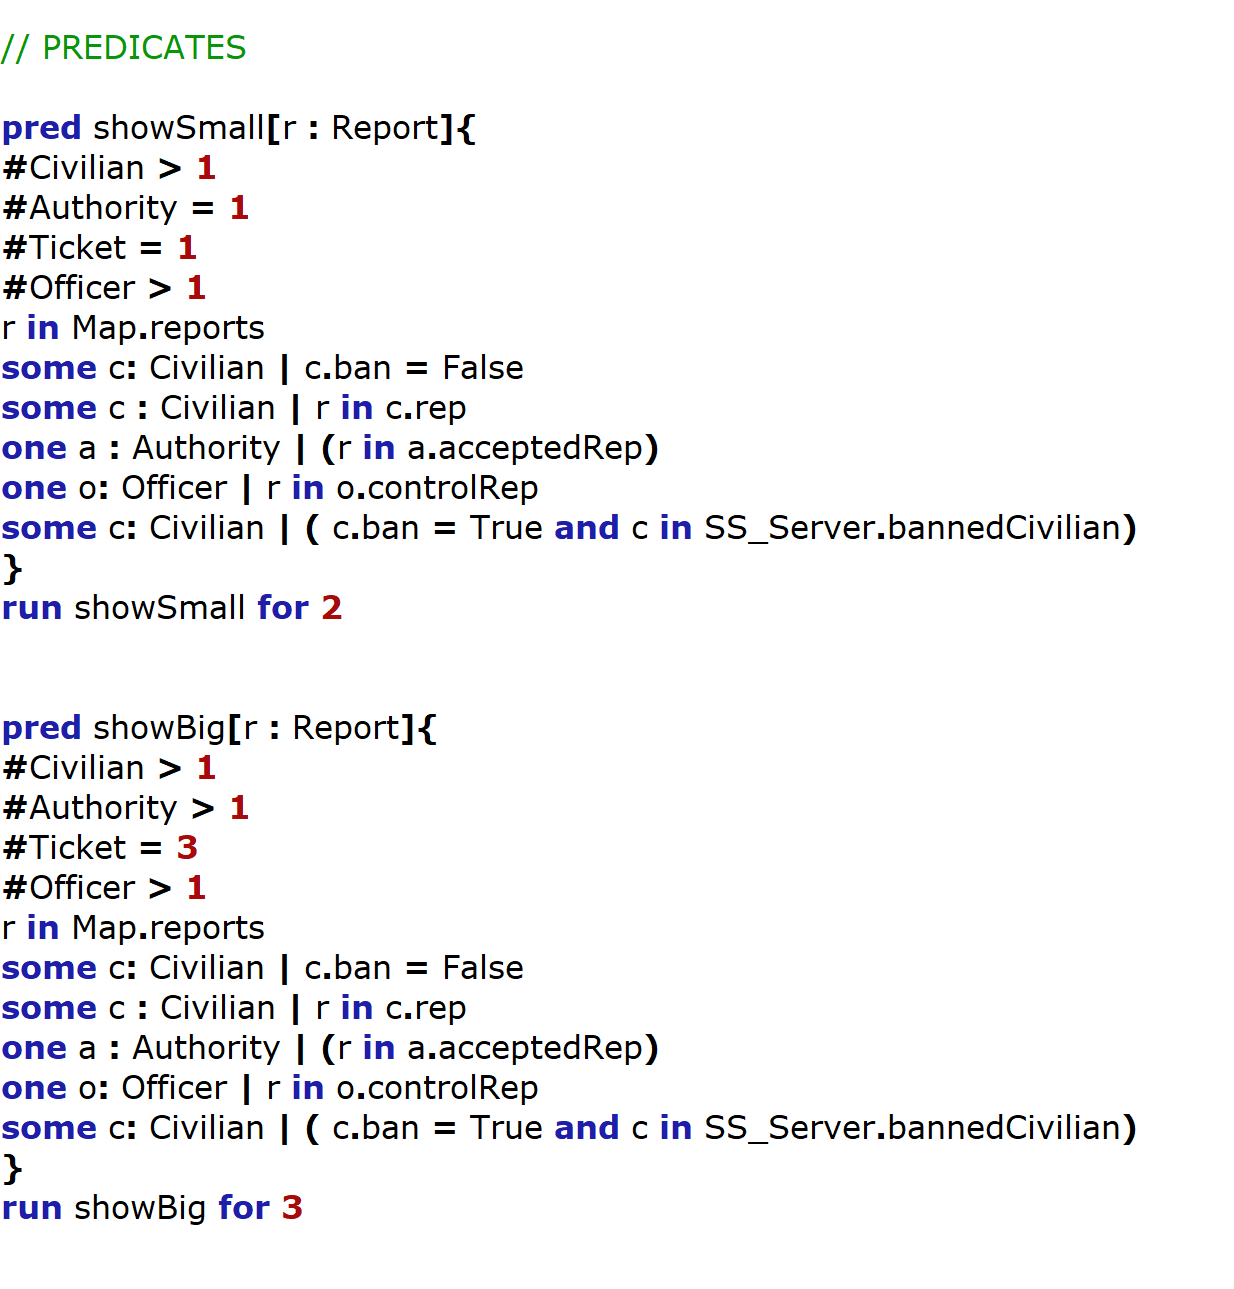 // PREDICATES
pred showSmall[r : Report]{
#Civilian > 1
#Authority = 1
#Ticket = 1
#Officer > 1
r in Map.reports
some c: Civilian | c.ban = False
some c : Civilian | r in c.rep
one a : Authority | (r in a.acceptedRep)
one o: Officer | r in o.controlRep
some c: Civilian | ( c.ban = True and c in SS_Server.bannedCivilian)
}
run showSmall for 2
pred showBig[r : Report]{
#Civilian > 1
#Authority > 1
#Ticket = 3
#Officer > 1
r in Map.reports
some c: Civilian | c.ban = False
some c : Civilian | r in c.rep
one a : Authority | (r in a.acceptedRep)
one o: Officer | r in o.controlRep
some c: Civilian | ( c.ban = True and c in SS_Server.bannedCivilian)
}
run showBig for 3